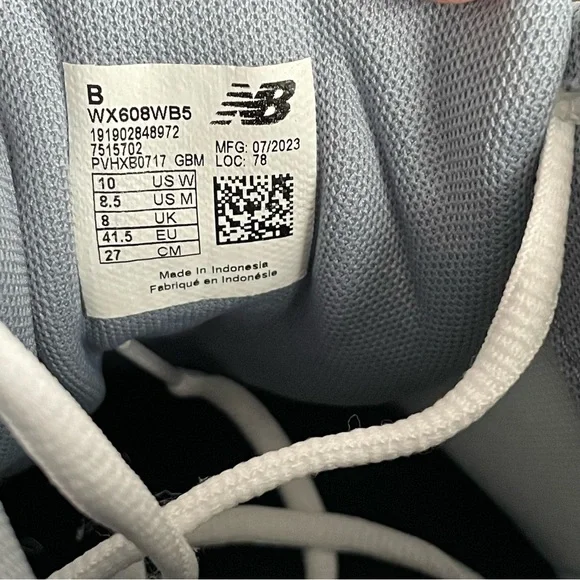 B
WX608WB5
NB
191902848972
7515702
MFG: 07/2023
PVHXB0717 GBM
LOC: 78
10 US W
8.5 US M
8 UK
41.5 EU
27 CM
Made in Indonesia
Fabriqué en Indonésie